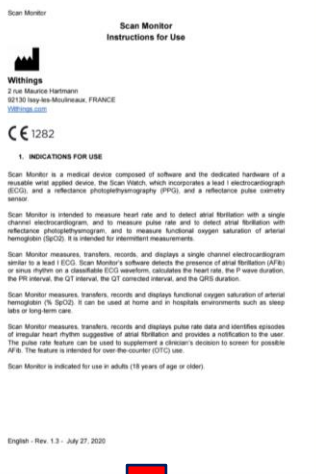 Scan Monitor
Scan Monitor
Instructions for Use
Withings
2 rue Maurice Hartmann
92130 Issy-les-Moulineaux, FRANCE
Withings.com
CE 1282
1. INDICATIONS FOR USE
Scan Monitor is a medical device composed of software and the dedicated hardware of a
reusable wrist applied device, the Scan Watch, which incorporates a lead I electrocardiograph
(ECG), and a reflectance photoplethysmography (PPG), and a reflectance pulse oximetry
sensor.
Scan Monitor is intended to measure heart rate and to detect atrial fibrillation with a single
channel electrocardiogram, and to measure pulse rate and to detect atrial fibrillation with
reflectance photoplethysmogram, and to measure functional oxygen saturation of arterial
hemoglobin (SpO2). It is intended for intermittent measurements.
Scan Monitor measures, transfers, records, and displays a single channel electrocardiogram
similar to a lead I ECG. Scan Monitor's software detects the presence of atrial fibrillation (AFib)
or sinus rhythm on a classifiable ECG waveform, calculates the heart rate, the P wave duration,
the PR interval, the QT interval, the QT corrected interval, and the QRS duration.
Scan Monitor measures, transfers, records and displays functional oxygen saturation of arterial
hemoglobin (% SpO2). It can be used at home and in hospitals environments such as sleep
labs or long-term care.
Scan Monitor measures, transfers, records and displays pulse rate data and identifies episodes
of irregular heart rhythm suggestive of atrial fibrillation and provides a notification to the user.
The pulse rate feature can be used to supplement a clinician's decision to screen for possible
AFib. The feature is intended for over-the-counter (OTC) use.
Scan Monitor is indicated for use in adults (18 years of age or older).
English - Rev. 1.3 - July 27, 2020